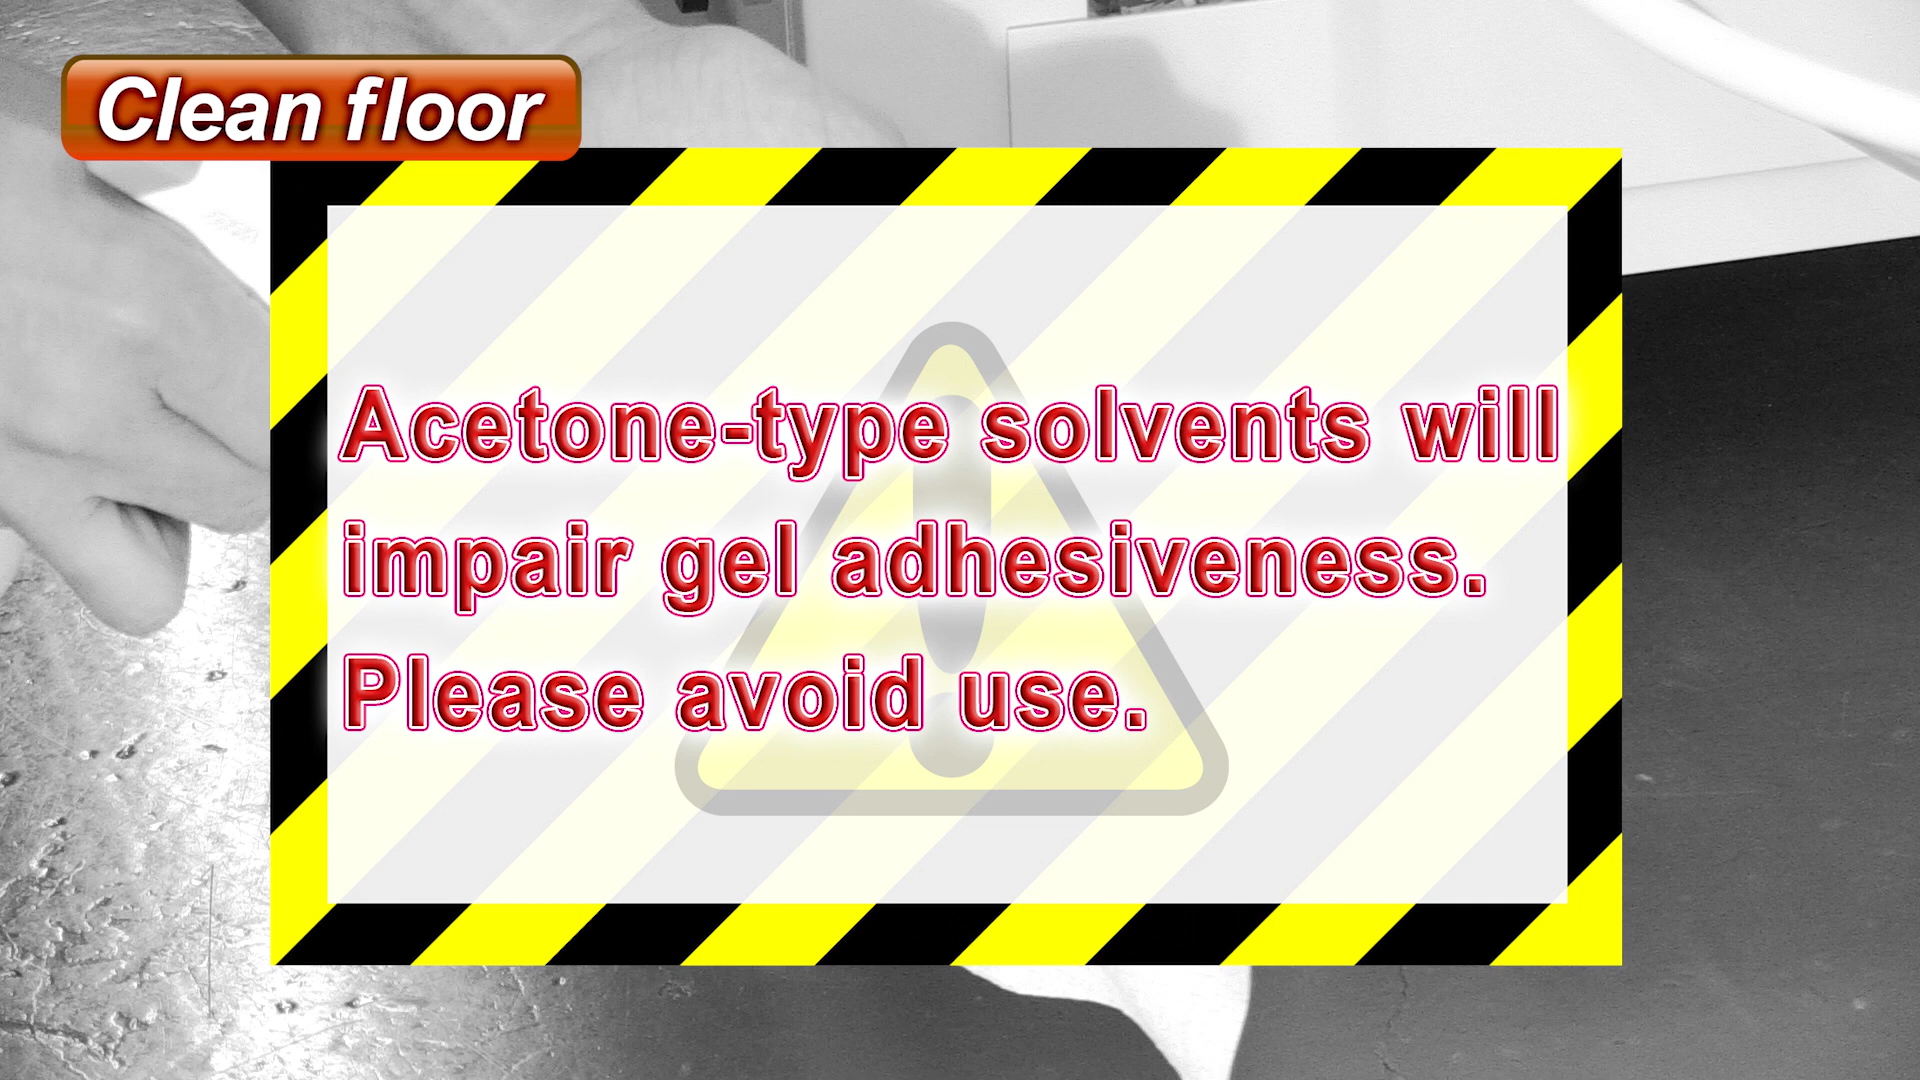 Clean floor
Acetone-type solvents will
impair gel adhesiveness.
Please avoid use.